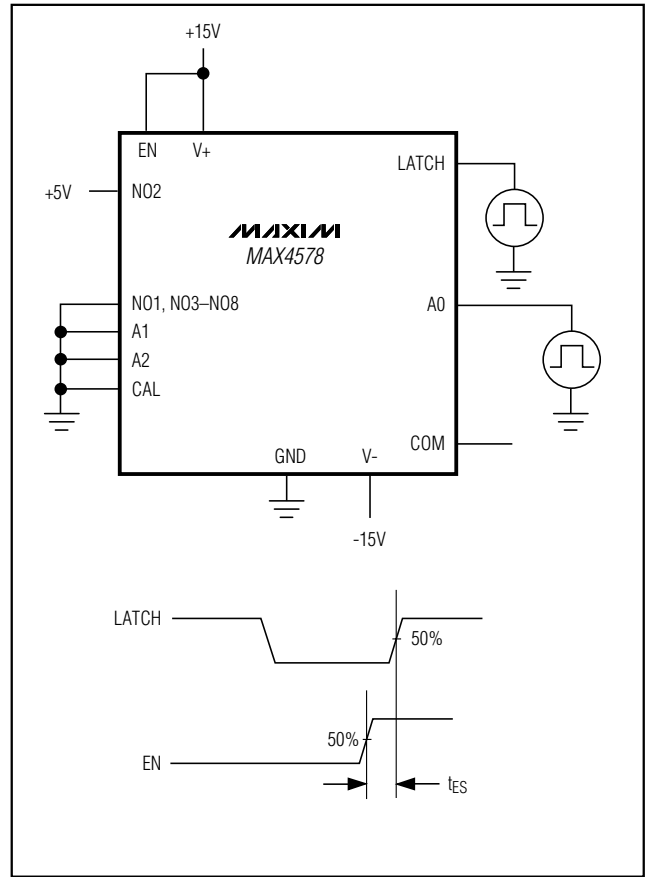 +15V
EN V+
LATCH
+5V NO2
MAXIM
MAX4578
NO1, NO3–NO8
A0
A1
A2
CAL
COM
GND V-
-15V
LATCH
50%
50%
EN
tES